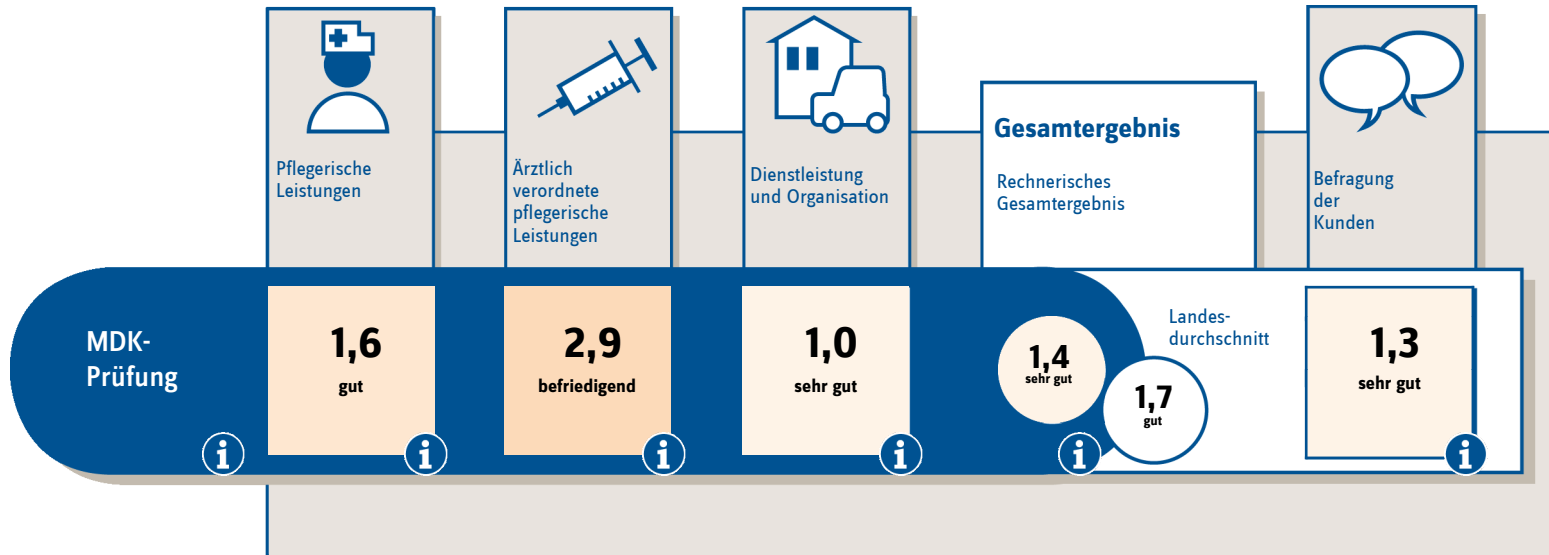 Pflegerische
Leistungen
Ärztlich
verordnete
pflegerische
Leistungen
Dienstleistung
und Organisation
Gesamtergebnis
Rechnerisches
Gesamtergebnis
Befragung
der
Kunden
MDK-
Prüfung
1,6
gut
2,9
befriedigend
1,0
sehr gut
1,4
sehr gut
Landes-
durchschnitt
1,7
gut
1,3
sehr gut
i
i
i
i
i
i